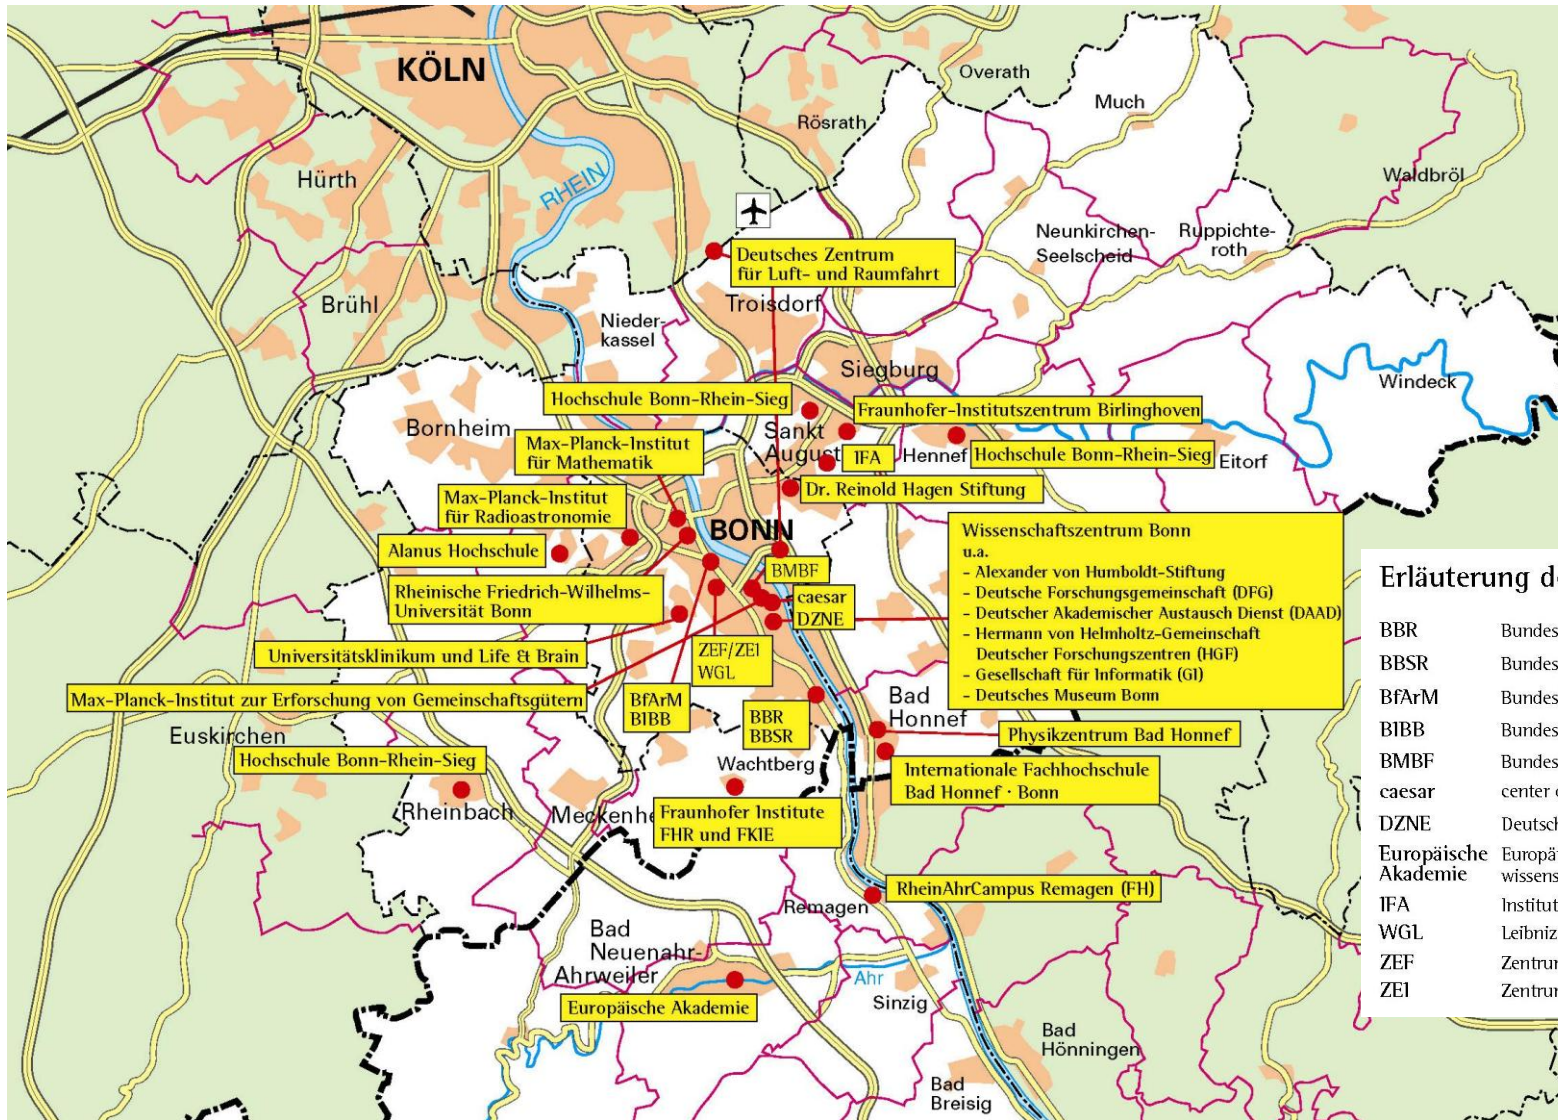 KÖLN
Overath
Much
Rösrath
Hürth
RHEIN
Waldbröl
Neunkirchen-
Seelscheid
Ruppichte-
roth
Deutsches Zentrum
für Luft- und Raumfahrt
Brühl
Troisdorf
Nieder-
kassel
Siegburg
Windeck
Hochschule Bonn-Rhein-Sieg
Fraunhofer-Institutszentrum Birlinghoven
Bornheim
Sankt
August
Max-Planck-Institut
für Mathematik
IFA
Hennef
Hochschule Bonn-Rhein-Sieg
Eitorf
Max-Planck-Institut
für Radioastronomie
Dr. Reinold Hagen Stiftung
BONN
Alanus Hochschule
BMBF
Rheinische Friedrich-Wilhelms-
Universität Bonn
caesar
DZNE
Wissenschaftszentrum Bonn
u.a.
- Alexander von Humboldt-Stiftung
- Deutsche Forschungsgemeinschaft (DFG)
- Deutscher Akademischer Austausch Dienst (DAAD)
- Hermann von Helmholtz-Gemeinschaft
Deutscher Forschungszentren (HGF)
- Gesellschaft für Informatik (GI)
- Deutsches Museum Bonn
Universitätsklinikum und Life & Brain
ZEF/ZEI
WGL
Max-Planck-Institut zur Erforschung von Gemeinschaftsgütern
BfArM
BIBB
BBR
BBSR
Bad
Honnef
Physikzentrum Bad Honnef
Euskirchen
Hochschule Bonn-Rhein-Sieg
Wachtberg
Internationale Fachhochschule
Bad Honnef · Bonn
Rheinbach
Meckenhe
Fraunhofer Institute
FHR und FKIE
RheinAhrCampus Remagen (FH)
Remagen
Bad
Neuenahr-
Ahrweiler
Ahr
Sinzig
Europäische Akademie
Bad
Hönningen
Bad
Breisig
Erläuterung d
BBR Bundes
BBSR Bundes
BfArM Bundes
BIBB Bundes
BMBF Bundes
caesar center
DZNE Deutsch
Europäische Europä
Akademie wissens
IFA Institut
WGL Leibniz
ZEF Zentru
ZEI Zentru